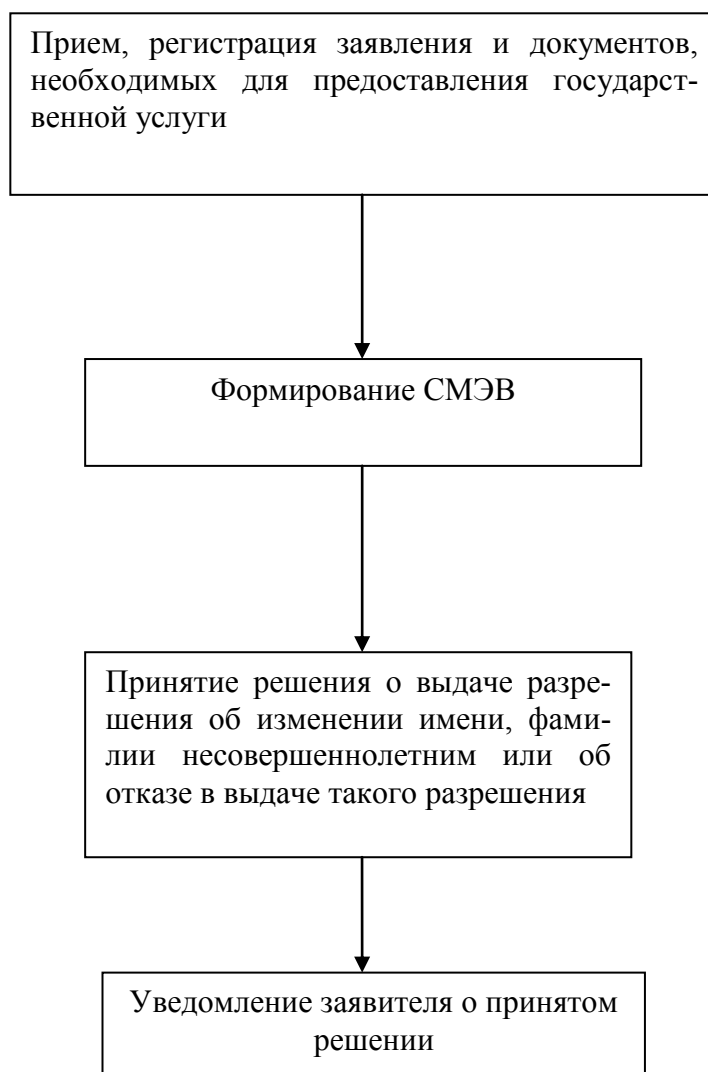 Прием, регистрация заявления и документов,
необходимых для предоставления государст-
венной услуги
Формирование СМЭВ
Принятие решения о выдаче разре-
шения об изменении имени, фами-
лии несовершеннолетним или об
отказе в выдаче такого разрешения
Уведомление заявителя о принятом
решении